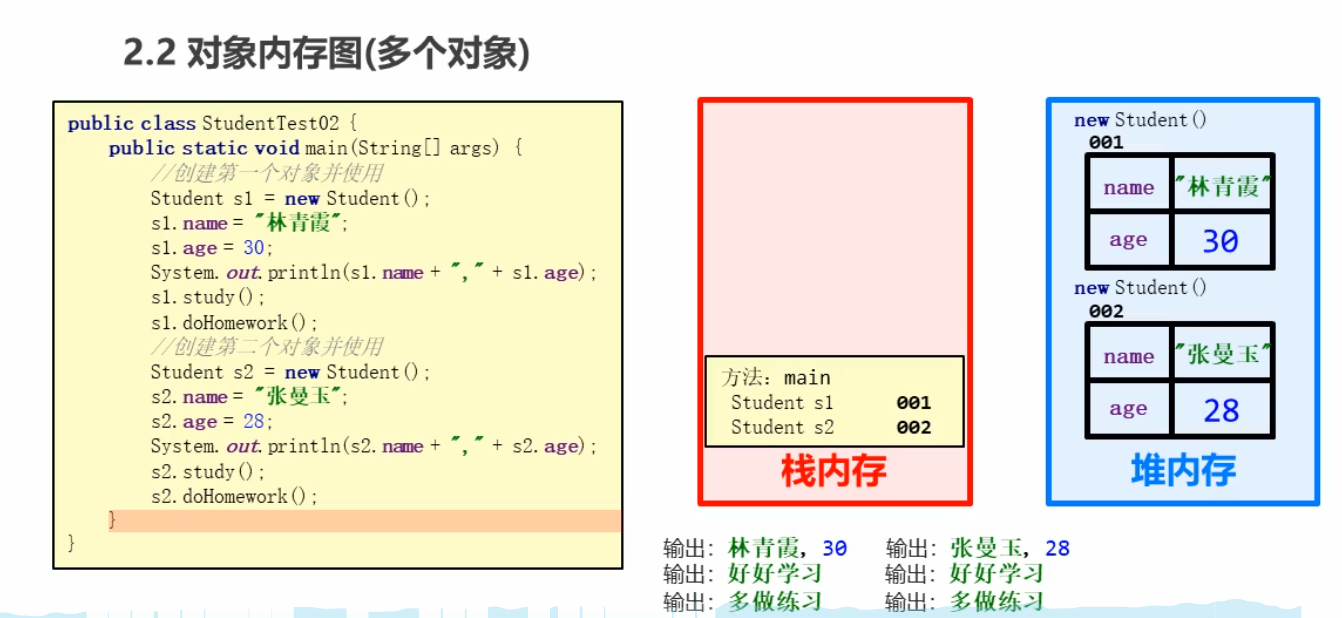 2.2 对象内存图(多个对象)
public class StudentTest02 {
public static void main(String[] args) {
//创建第一个对象并使用
Student s1 = new Student();
s1.name = "林青霞";
s1.age = 30;
System.out.println(s1.name + "," + s1.age);
s1.study();
s1.doHomework();
//创建第二个对象并使用
Student s2 = new Student();
s2.name = "张曼玉";
s2.age = 28;
System.out.println(s2.name + "," + s2.age);
s2.study();
s2.doHomework();
}
}
方法：main
Student s1 001
Student s2 002
栈内存
new Student()
001
name "林青霞"
age 30
new Student()
002
name "张曼玉"
age 28
堆内存
输出：林青霞，30 输出：张曼玉，28
输出：好好学习 输出：好好学习
输出：多做练习 输出：多做练习